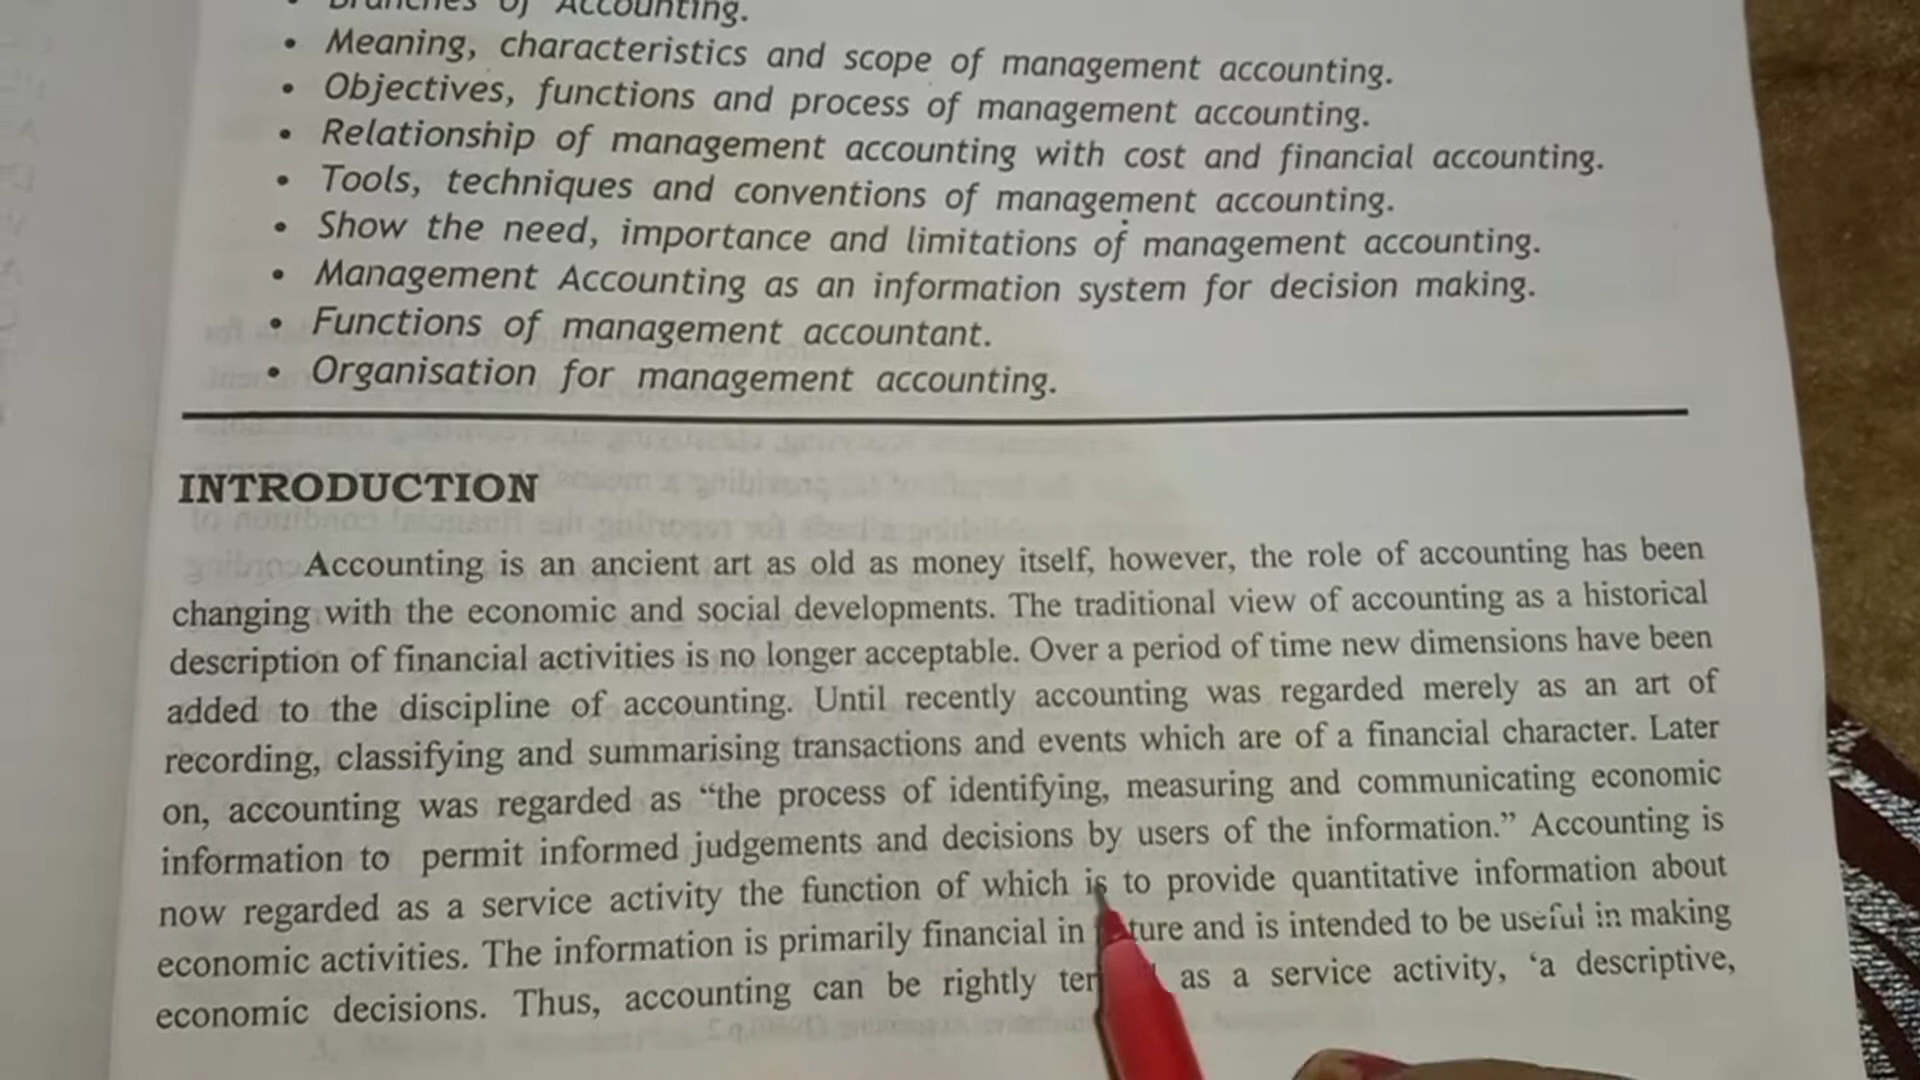 Branches of Accounting.
• Meaning, characteristics and scope of management accounting.
• Objectives, functions and process of management accounting.
• Relationship of management accounting with cost and financial accounting.
• Tools, techniques and conventions of management accounting.
• Show the need, importance and limitations of management accounting.
• Management Accounting as an information system for decision making.
• Functions of management accountant.
• Organisation for management accounting.
INTRODUCTION
Accounting is an ancient art as old as money itself, however, the role of accounting has been
changing with the economic and social developments. The traditional view of accounting as a historical
description of financial activities is no longer acceptable. Over a period of time new dimensions have been
added to the discipline of accounting. Until recently accounting was regarded merely as an art of
recording, classifying and summarising transactions and events which are of a financial character. Later
on, accounting was regarded as “the process of identifying, measuring and communicating economic
information to permit informed judgements and decisions by users of the information.” Accounting is
now regarded as a service activity the function of which is to provide quantitative information about
economic activities. The information is primarily financial in and is intended to be useful in making
economic decisions. Thus, accounting can be rightly as a service activity, ‘a descriptive,